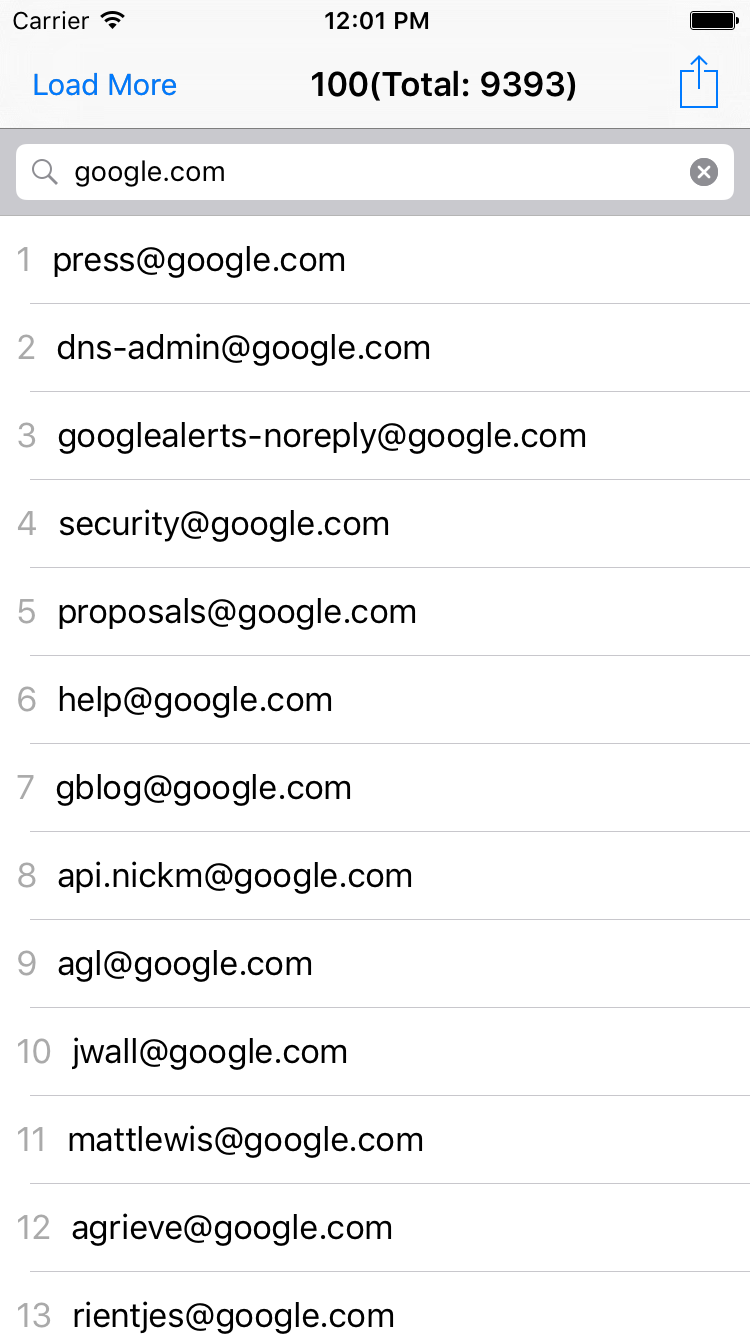 Carrier 12:01 PM
Load More 100(Total: 9393)
google.com
1 press@google.com
2 dns-admin@google.com
3 googlealerts-noreply@google.com
4 security@google.com
5 proposals@google.com
6 help@google.com
7 gblog@google.com
8 api.nickm@google.com
9 agl@google.com
10 jwall@google.com
11 mattlewis@google.com
12 agrieve@google.com
13 rientjes@google.com